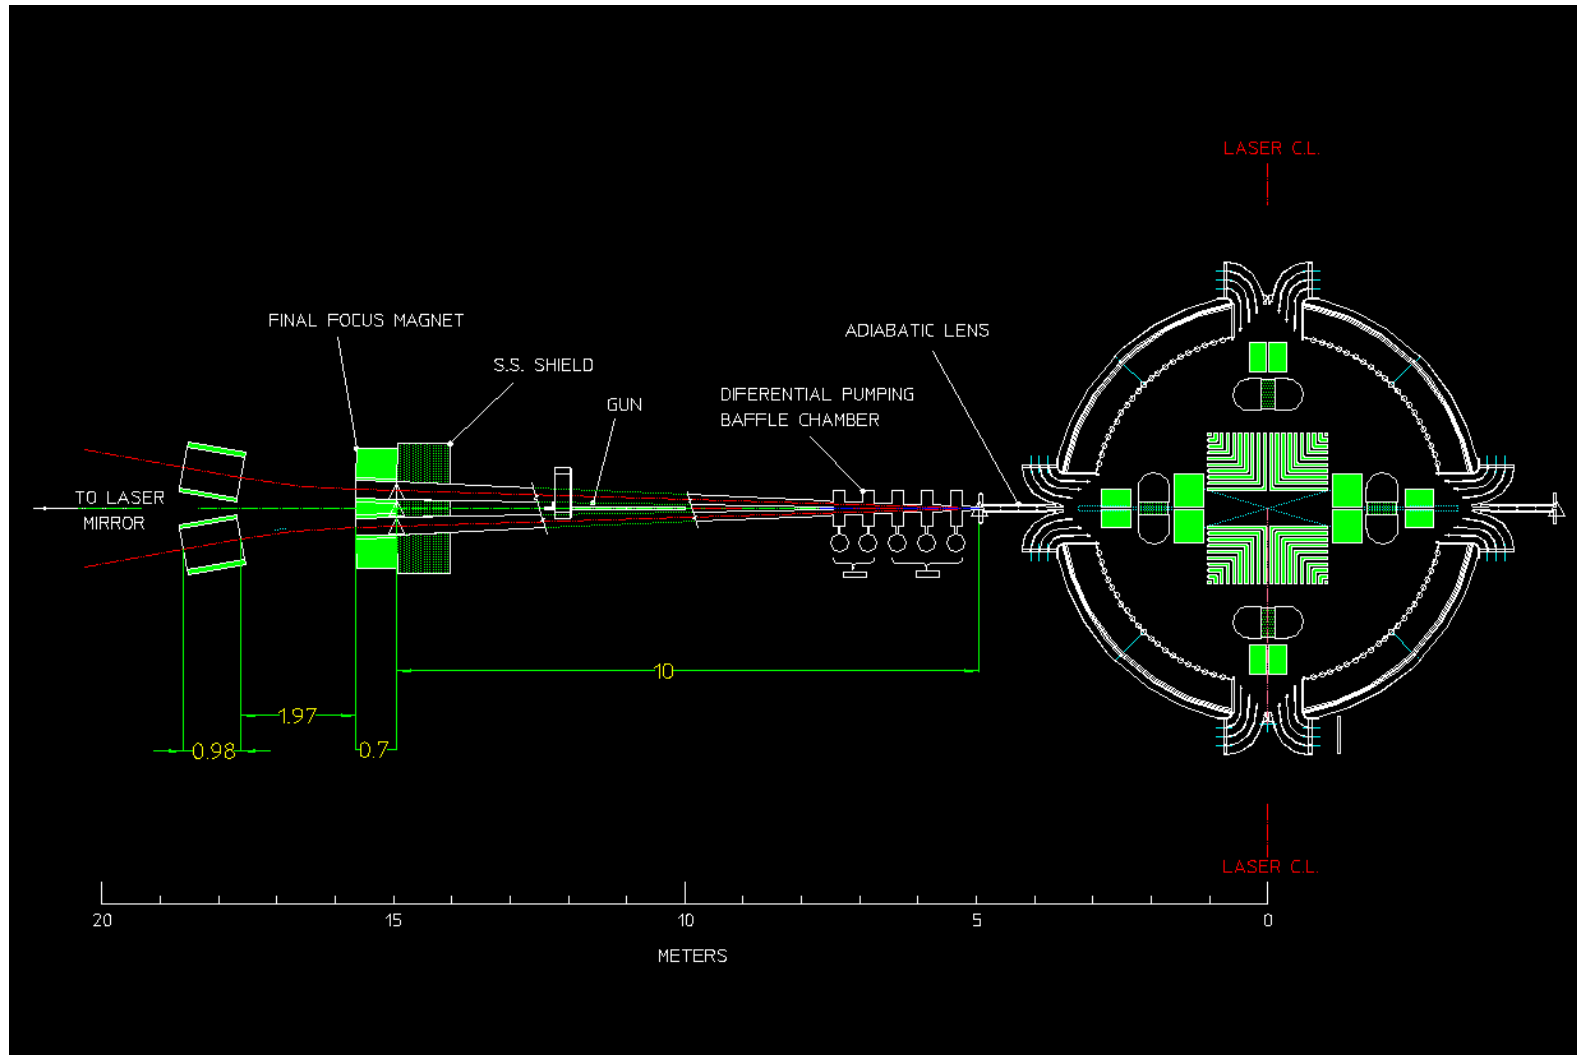 LASER C.L.
FINAL FOCUS MAGNET
ADIABATIC LENS
S.S. SHIELD
GUN
DIFERENTIAL PUMPING
BAFFLE CHAMBER
TO LASER
MIRROR
10
1.97
0.98
0.7
LASER C.L.
20 15 10 5 0
METERS